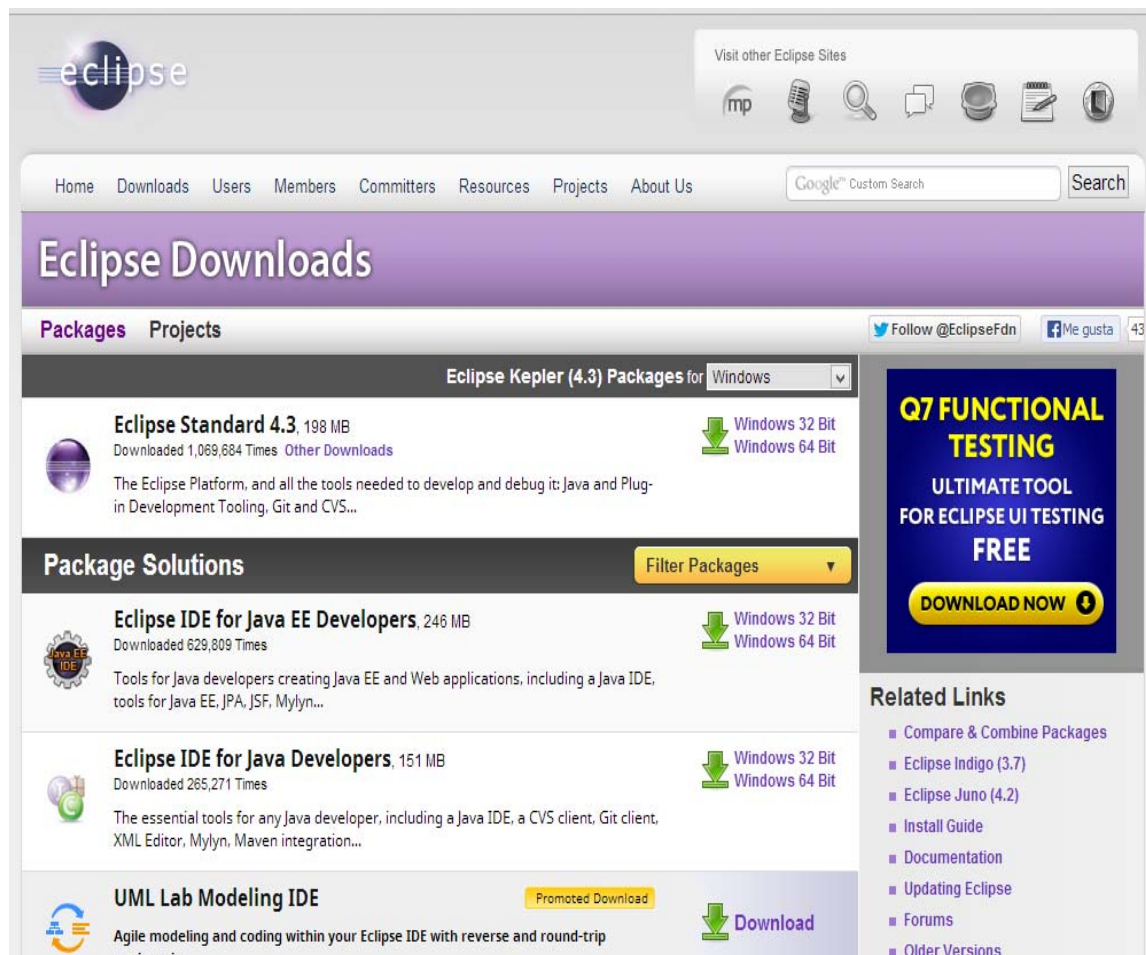 eclipse
Visit other Eclipse Sites
mp
Home Downloads Users Members Committers Resources Projects About Us
Google™ Custom Search
Search
Eclipse Downloads
Packages Projects
Follow @EclipseFdn
Me gusta
43
Eclipse Kepler (4.3) Packages for Windows
Eclipse Standard 4.3, 198 MB
Downloaded 1,069,684 Times Other Downloads
The Eclipse Platform, and all the tools needed to develop and debug it: Java and Plug-
in Development Tooling, Git and CVS...
Windows 32 Bit
Windows 64 Bit
Package Solutions
Filter Packages
Java EE
IDE
Eclipse IDE for Java EE Developers, 246 MB
Downloaded 629,809 Times
Tools for Java developers creating Java EE and Web applications, including a Java IDE,
tools for Java EE, JPA, JSF, Mylyn...
Windows 32 Bit
Windows 64 Bit
Eclipse IDE for Java Developers, 151 MB
Downloaded 265,271 Times
The essential tools for any Java developer, including a Java IDE, a CVS client, Git client,
XML Editor, Mylyn, Maven integration...
Windows 32 Bit
Windows 64 Bit
UML Lab Modeling IDE
Promoted Download
Agile modeling and coding within your Eclipse IDE with reverse and round-trip
Download
Q7 FUNCTIONAL
TESTING
ULTIMATE TOOL
FOR ECLIPSE UI TESTING
FREE
DOWNLOAD NOW
Related Links
Compare & Combine Packages
Eclipse Indigo (3.7)
Eclipse Juno (4.2)
Install Guide
Documentation
Updating Eclipse
Forums
Older Versions